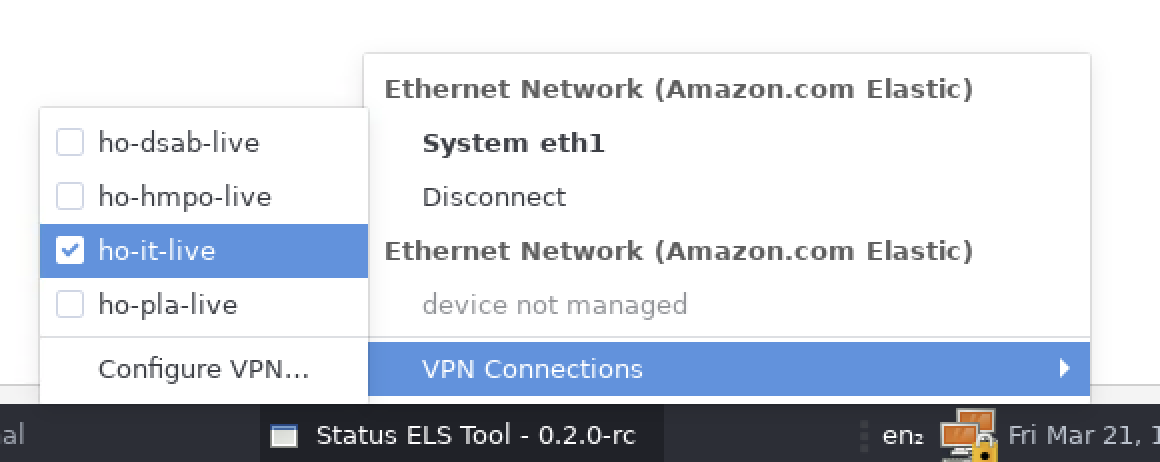 Ethernet Network (Amazon.com Elastic)
System eth1
Disconnect
Ethernet Network (Amazon.com Elastic)
device not managed
VPN Connections
ho-dsab-live
ho-hmpo-live
ho-it-live
ho-pla-live
Configure VPN...
al
Status ELS Tool - 0.2.0-rc
en₂
Fri Mar 21, 1